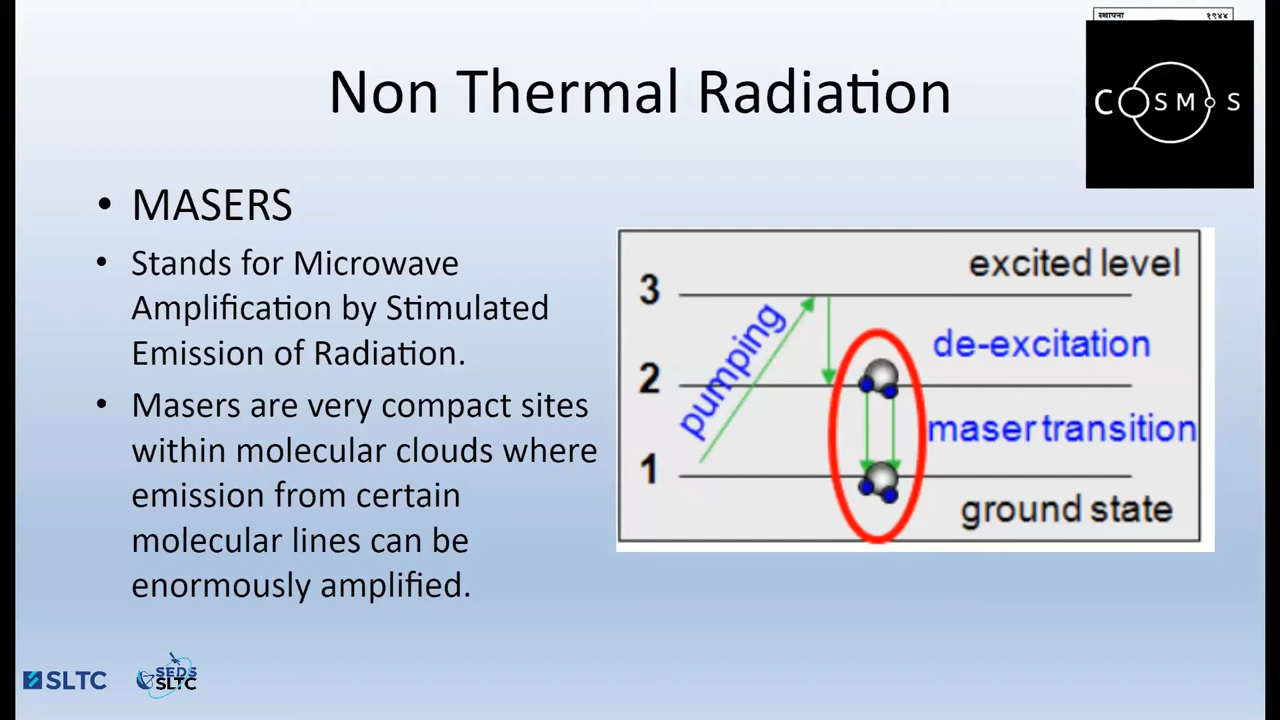 स्थापना १९४४
COSMOS
Non Thermal Radiation
• MASERS
• Stands for Microwave
Amplification by Stimulated
Emission of Radiation.
• Masers are very compact sites
within molecular clouds where
emission from certain
molecular lines can be
enormously amplified.
excited level
3
pumping
de-excitation
2
maser transition
1
ground state
SLTC
SEDS
SLTC